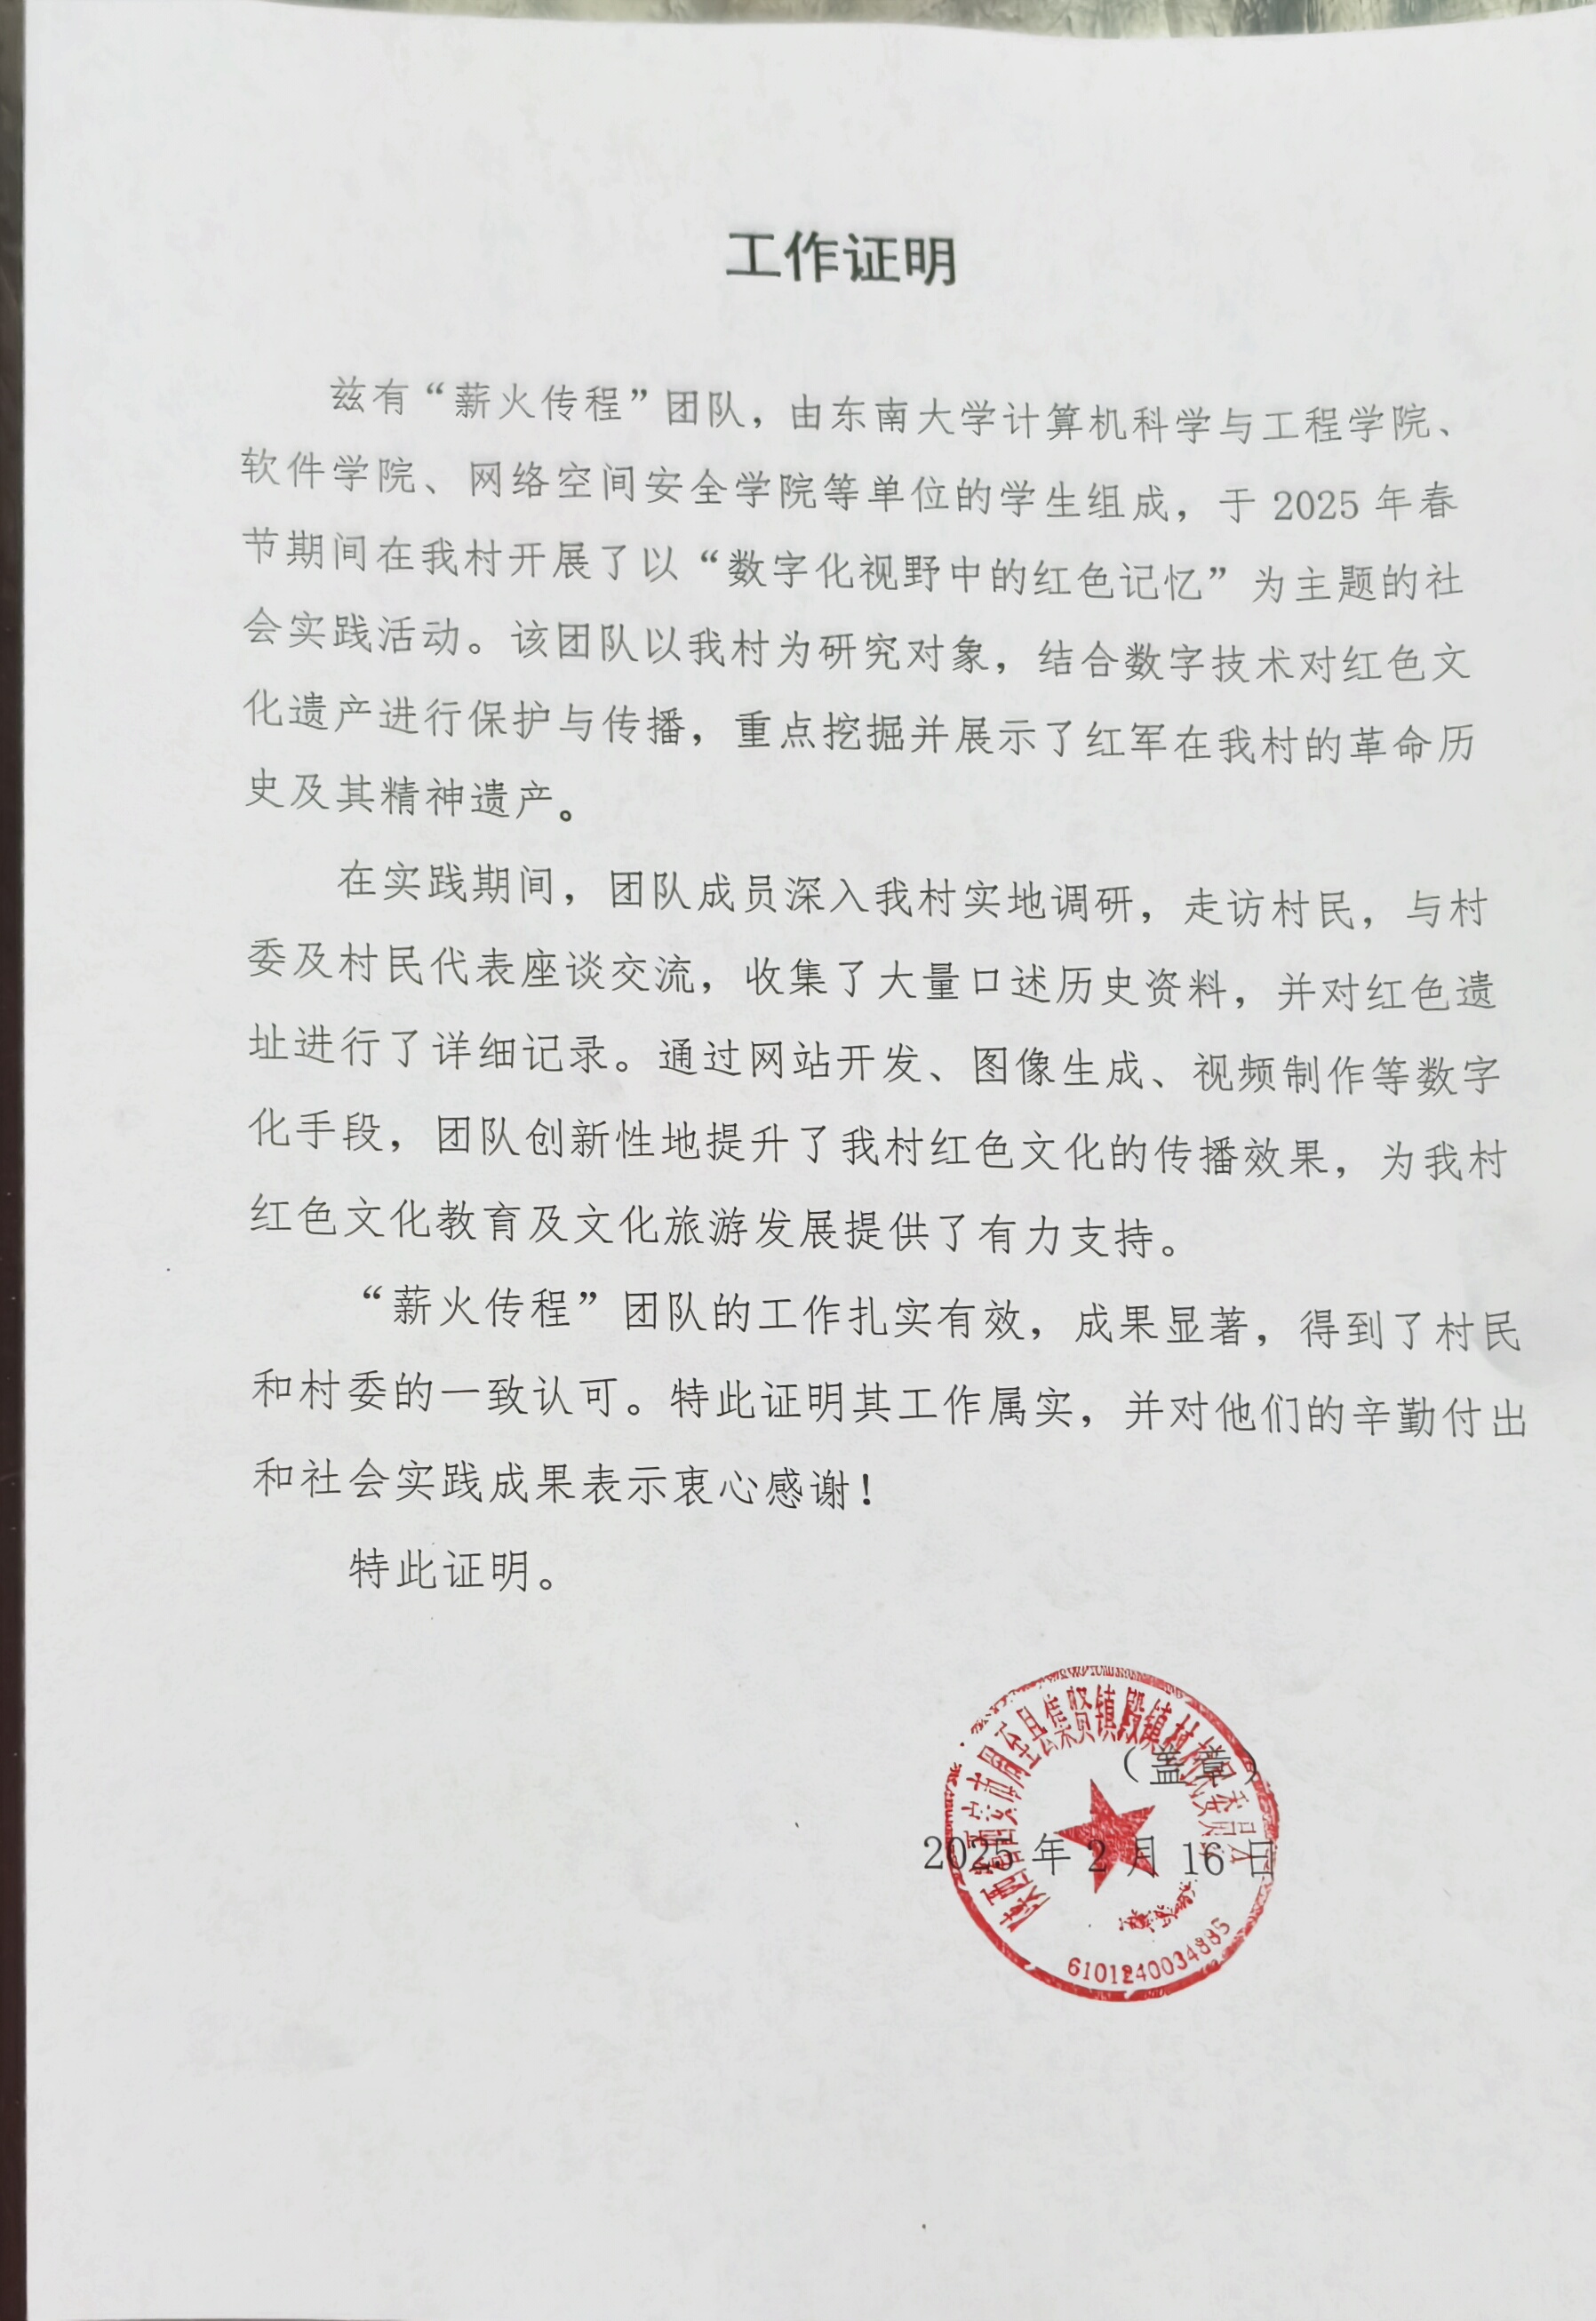 工作证明
兹有“薪火传程”团队，由东南大学计算机科学与工程学院、
软件学院、网络空间安全学院等单位的学生组成，于 2025 年春
节期间在我村开展了以“数字化视野中的红色记忆”为主题的社
会实践活动。该团队以我村为研究对象，结合数字技术对红色文
化遗产进行保护与传播，重点挖掘并展示了红军在我村的革命历
史及其精神遗产。
在实践期间，团队成员深入我村实地调研，走访村民，与村
委及村民代表座谈交流，收集了大量口述历史资料，并对红色遗
址进行了详细记录。通过网站开发、图像生成、视频制作等数字
化手段，团队创新性地提升了我村红色文化的传播效果，为我村
红色文化教育及文化旅游发展提供了有力支持。
“薪火传程”团队的工作扎实有效，成果显著，得到了村民
和村委的一致认可。特此证明其工作属实，并对他们的辛勤付出
和社会实践成果表示衷心感谢！
特此证明。
陕西省西安市周至县集贤镇殿镇村村民委员会
（盖章）
2025 年 2 月 16 日
6101240034885